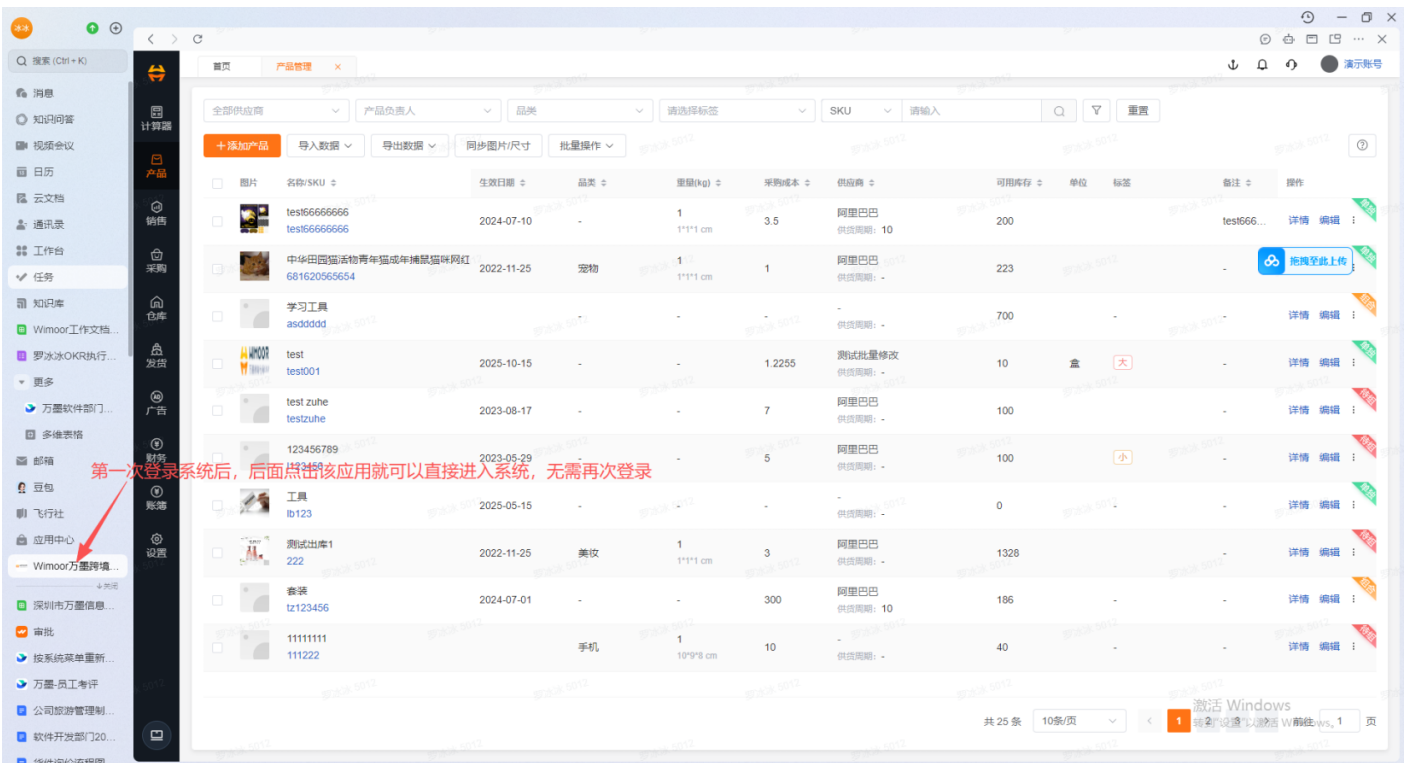 冰冰
搜索 (Ctrl + K)
消息
知识问答
视频会议
日历
云文档
通讯录
工作台
任务
知识库
Wimoor工作文档...
罗冰冰OKR执行...
更多
万墨软件部门...
多维表格
邮箱
豆包
飞行社
应用中心
Wimoor万墨跨境...
关闭
深圳市万墨信息...
审批
按系统菜单重新...
万墨-员工考评
公司旅游管理制...
软件开发部门20...
计算器
产品
销售
采购
仓库
发货
广告
财务
账簿
设置
首页 产品管理 ×
演示账号
全部供应商 产品负责人 品类 请选择标签 SKU 请输入 重置
+添加产品 导入数据 导出数据 同步图片/尺寸 批量操作
图片 名称/SKU 生效日期 品类 重量(kg) 采购成本 供应商 可用库存 单位 标签 备注 操作
test66666666 2024-07-10 - 1 3.5 阿里巴巴 200 test666... 详情 编辑
test66666666 1*1*1 cm 供货周期: 10
中华田园猫活物青年猫成年捕鼠猫咪网红 2022-11-25 宠物 1 1 阿里巴巴 223 -
681620565654 1*1*1 cm 供货周期: -
拖拽至此上传
学习工具 - - - - 700 - - 详情 编辑
asddddd 供货周期: -
test 2025-10-15 - - 1.2255 测试批量修改 10 盒 大 - 详情 编辑
test001 供货周期: -
test zuhe 2023-08-17 - - 7 阿里巴巴 100 - 详情 编辑
testzuhe 供货周期: -
123456789 2023-05-29 - - 5 阿里巴巴 100 小 - 详情 编辑
供货周期: -
第一次登录系统后，后面点击该应用就可以直接进入系统，无需再次登录
工具 2025-05-15 - - - 0 - 详情 编辑
lb123 供货周期: -
测试出库1 2022-11-25 美妆 1 3 阿里巴巴 1328 - 详情 编辑
222 1*1*1 cm 供货周期: -
套装 2024-07-01 - - 300 阿里巴巴 186 - - 详情 编辑
tz123456 供货周期: 10
11111111 手机 1 10 - 40 - - 详情 编辑
111222 10*9*8 cm 供货周期: -
共 25 条 10条/页 1 2 3 前往 1 页
激活 Windows
转到"设置"以激活 Windows。